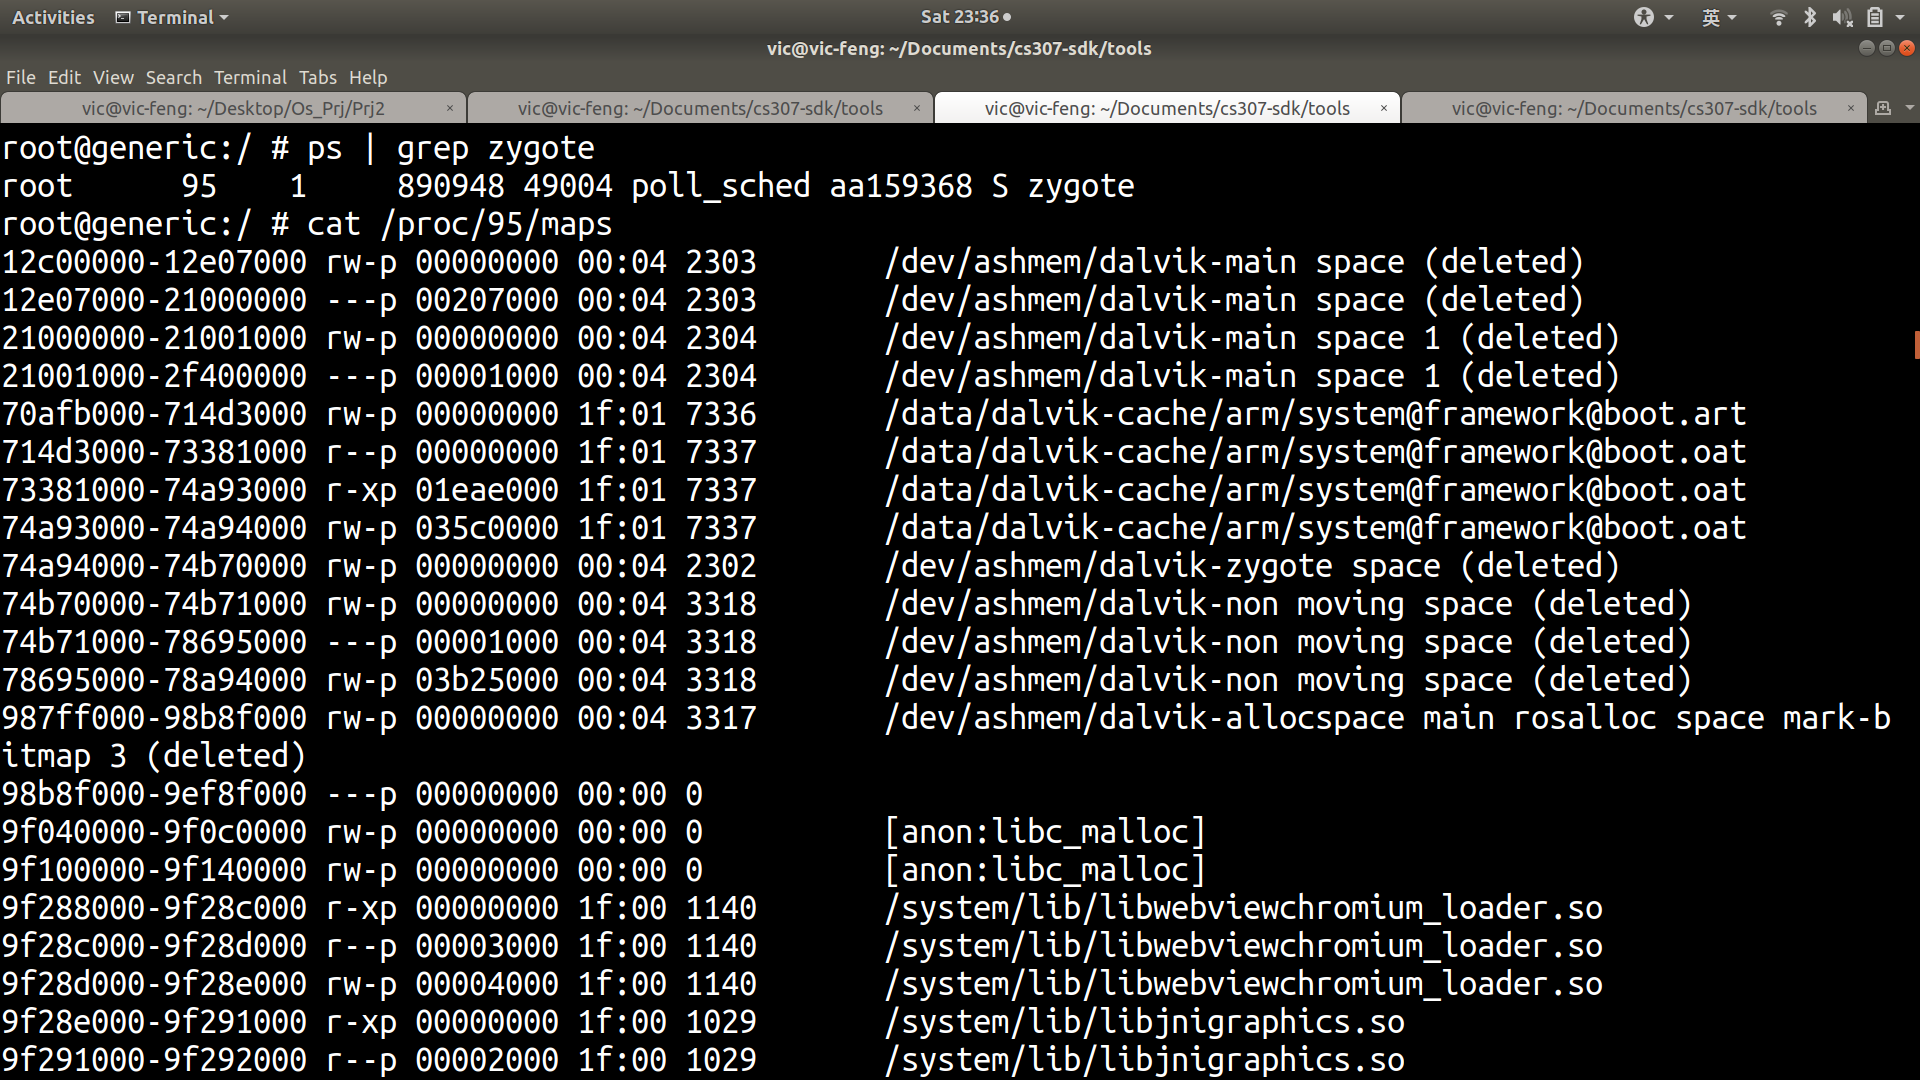 Activities Terminal Sat 23:36 英
vic@vic-feng: ~/Documents/cs307-sdk/tools
File Edit View Search Terminal Tabs Help
vic@vic-feng: ~/Desktop/Os_Prj/Prj2 × vic@vic-feng: ~/Documents/cs307-sdk/tools × vic@vic-feng: ~/Documents/cs307-sdk/tools × vic@vic-feng: ~/Documents/cs307-sdk/tools ×
root@generic:/ # ps | grep zygote
root      95    1     890948 49004 poll_sched aa159368 S zygote
root@generic:/ # cat /proc/95/maps
12c00000-12e07000 rw-p 00000000 00:04 2303       /dev/ashmem/dalvik-main space (deleted)
12e07000-21000000 ---p 00207000 00:04 2303       /dev/ashmem/dalvik-main space (deleted)
21000000-21001000 rw-p 00000000 00:04 2304       /dev/ashmem/dalvik-main space 1 (deleted)
21001000-2f400000 ---p 00001000 00:04 2304       /dev/ashmem/dalvik-main space 1 (deleted)
70afb000-714d3000 rw-p 00000000 1f:01 7336       /data/dalvik-cache/arm/system@framework@boot.art
714d3000-73381000 r--p 00000000 1f:01 7337       /data/dalvik-cache/arm/system@framework@boot.oat
73381000-74a93000 r-xp 01eae000 1f:01 7337       /data/dalvik-cache/arm/system@framework@boot.oat
74a93000-74a94000 rw-p 035c0000 1f:01 7337       /data/dalvik-cache/arm/system@framework@boot.oat
74a94000-74b70000 rw-p 00000000 00:04 2302       /dev/ashmem/dalvik-zygote space (deleted)
74b70000-74b71000 rw-p 00000000 00:04 3318       /dev/ashmem/dalvik-non moving space (deleted)
74b71000-78695000 ---p 00001000 00:04 3318       /dev/ashmem/dalvik-non moving space (deleted)
78695000-78a94000 rw-p 03b25000 00:04 3318       /dev/ashmem/dalvik-non moving space (deleted)
987ff000-98b8f000 rw-p 00000000 00:04 3317       /dev/ashmem/dalvik-allocspace main rosalloc space mark-b
itmap 3 (deleted)
98b8f000-9ef8f000 ---p 00000000 00:00 0
9f040000-9f0c0000 rw-p 00000000 00:00 0          [anon:libc_malloc]
9f100000-9f140000 rw-p 00000000 00:00 0          [anon:libc_malloc]
9f288000-9f28c000 r-xp 00000000 1f:00 1140       /system/lib/libwebviewchromium_loader.so
9f28c000-9f28d000 r--p 00003000 1f:00 1140       /system/lib/libwebviewchromium_loader.so
9f28d000-9f28e000 rw-p 00004000 1f:00 1140       /system/lib/libwebviewchromium_loader.so
9f28e000-9f291000 r-xp 00000000 1f:00 1029       /system/lib/libjnigraphics.so
9f291000-9f292000 r--p 00002000 1f:00 1029       /system/lib/libjnigraphics.so